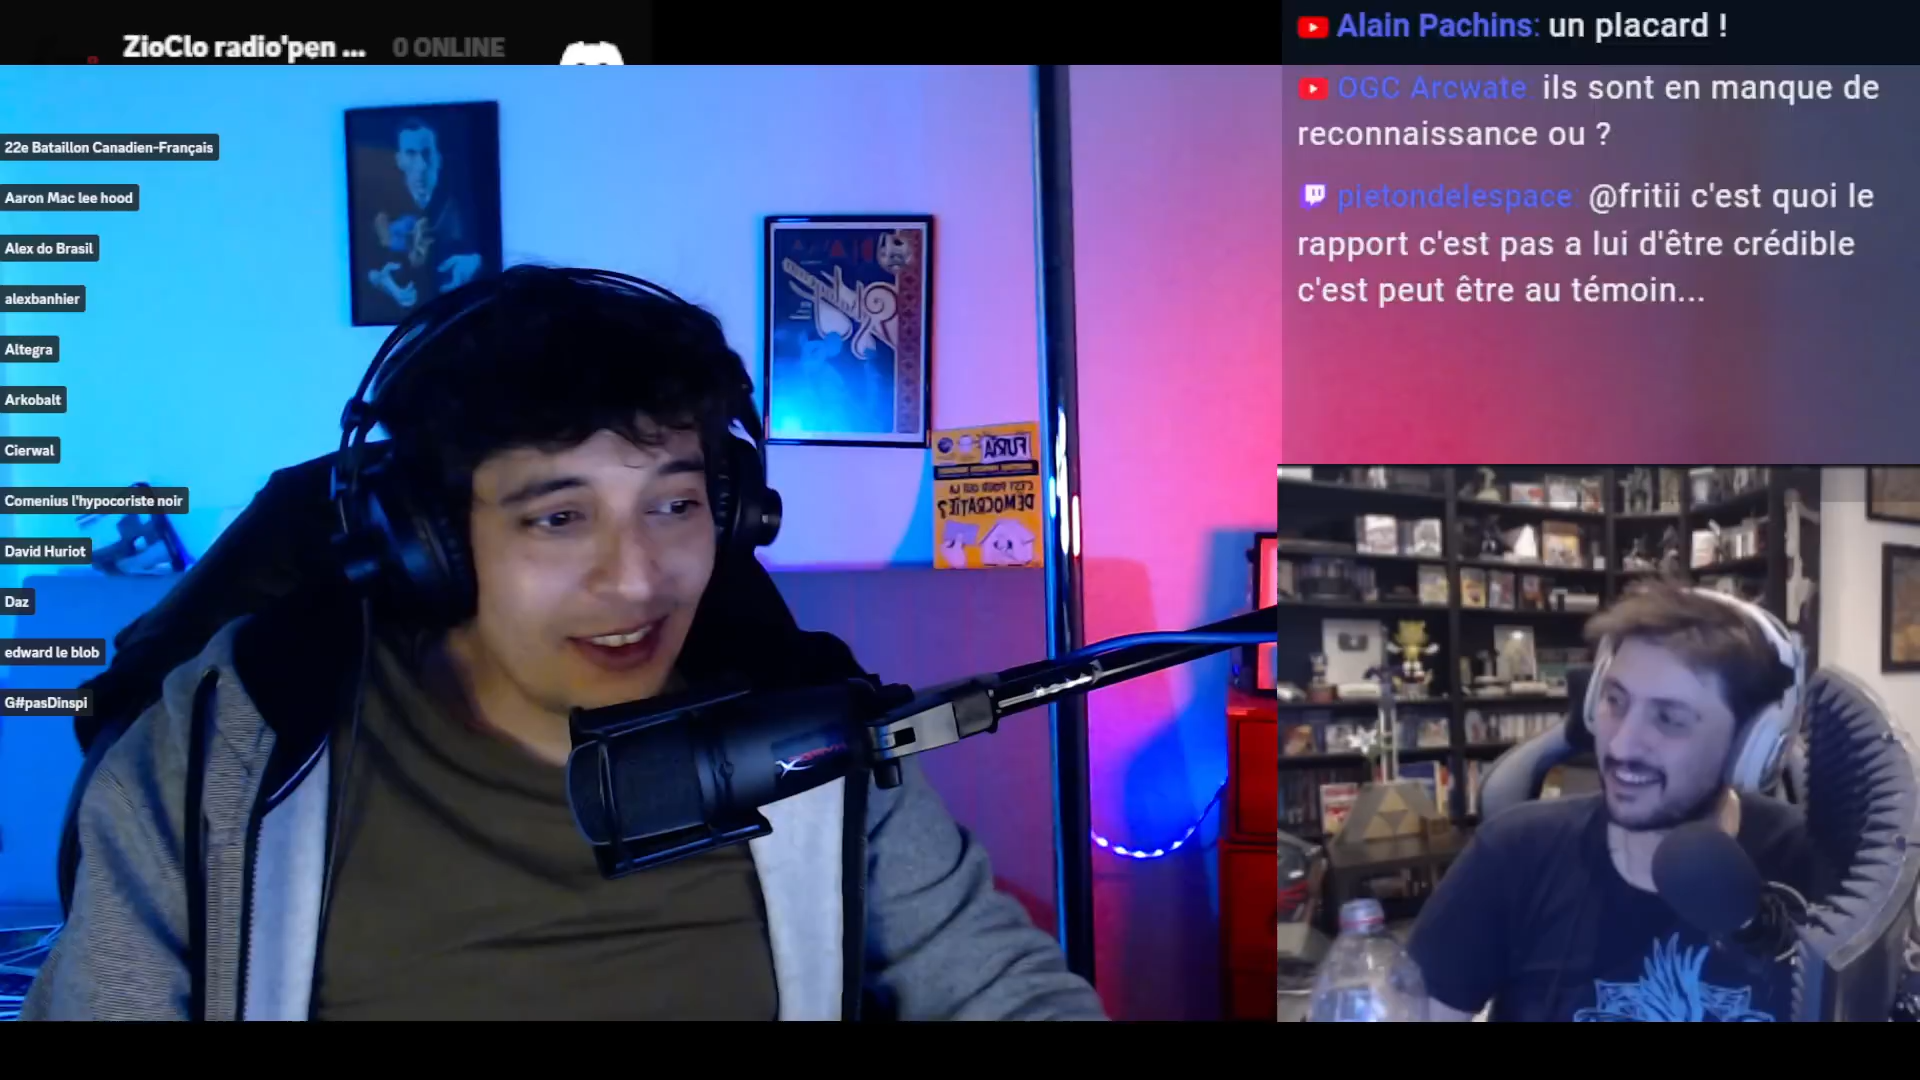 ZioClo radio'pen ... 0 ONLINE
22e Bataillon Canadien-Français
Aaron Mac lee hood
Alex do Brasil
alexbanhier
Altegra
Arkobalt
Cierwal
Comenius l'hypocoriste noir
David Huriot
Daz
edward le blob
G#pasDinspi
FURIA
DÉMOCRATIE?
Alain Pachins: un placard !
OGC Arcwate: ils sont en manque de
reconnaissance ou ?
pietondelespace: @fritii c'est quoi le
rapport c'est pas a lui d'être crédible
c'est peut être au témoin...